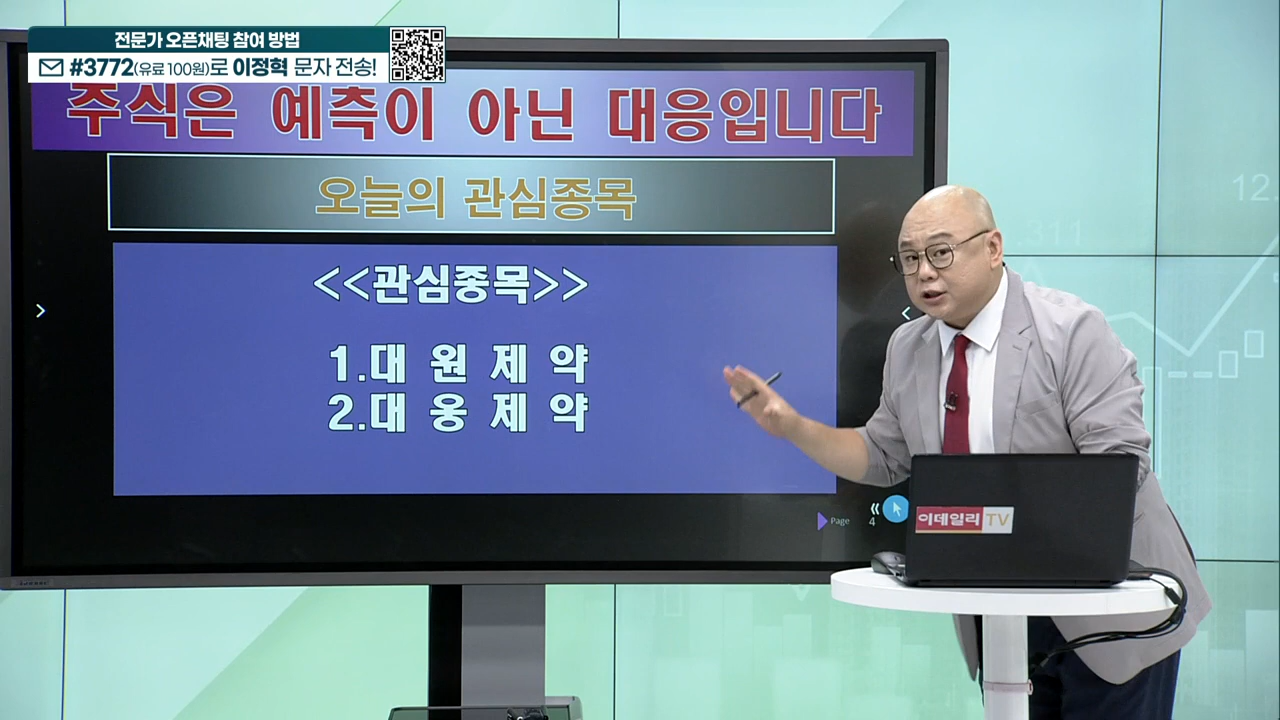 전문가 오픈채팅 참여 방법
#3772(유료 100원)로 이정혁 문자 전송!
주식은 예측이 아닌 대응입니다
오늘의 관심종목
<<관심종목>>
1.대 원 제 약
2.대 웅 제 약
Page
4
이데일리 TV
12.
.311